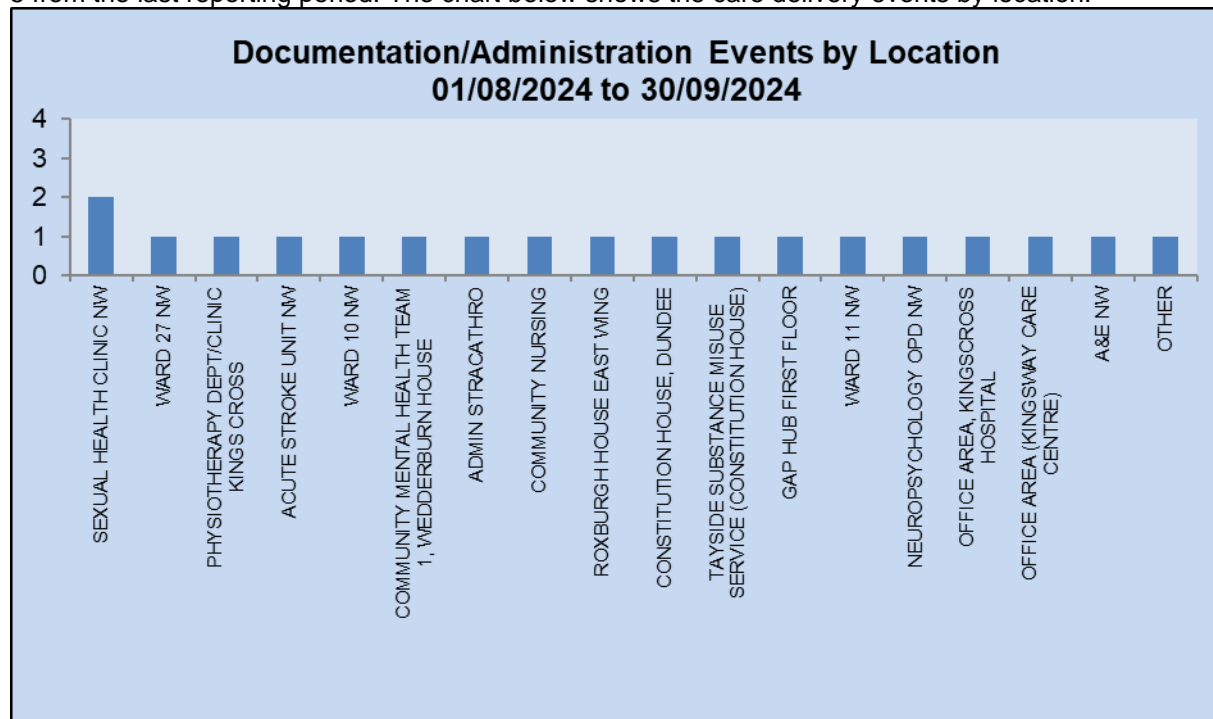 3 from the last reporting period. The chart below shows the care delivery events by location.
Documentation/Administration Events by Location
01/08/2024 to 30/09/2024
4
3
2
1
0
SEXUAL HEALTH CLINIC NW
WARD 27 NW
PHYSIOTHERAPY DEPT/CLINIC
KINGS CROSS
ACUTE STROKE UNIT NW
WARD 10 NW
COMMUNITY MENTAL HEALTH TEAM
1, WEDDERBURN HOUSE
ADMIN STRACATHRO
COMMUNITY NURSING
ROXBURGH HOUSE EAST WING
CONSTITUTION HOUSE, DUNDEE
TAYSIDE SUBSTANCE MISUSE
SERVICE (CONSTITUTION HOUSE)
GAP HUB FIRST FLOOR
WARD 11 NW
NEUROPSYCHOLOGY OPD NW
OFFICE AREA, KINGSCROSS
HOSPITAL
OFFICE AREA (KINGSWAY CARE
CENTRE)
A&E NW
OTHER